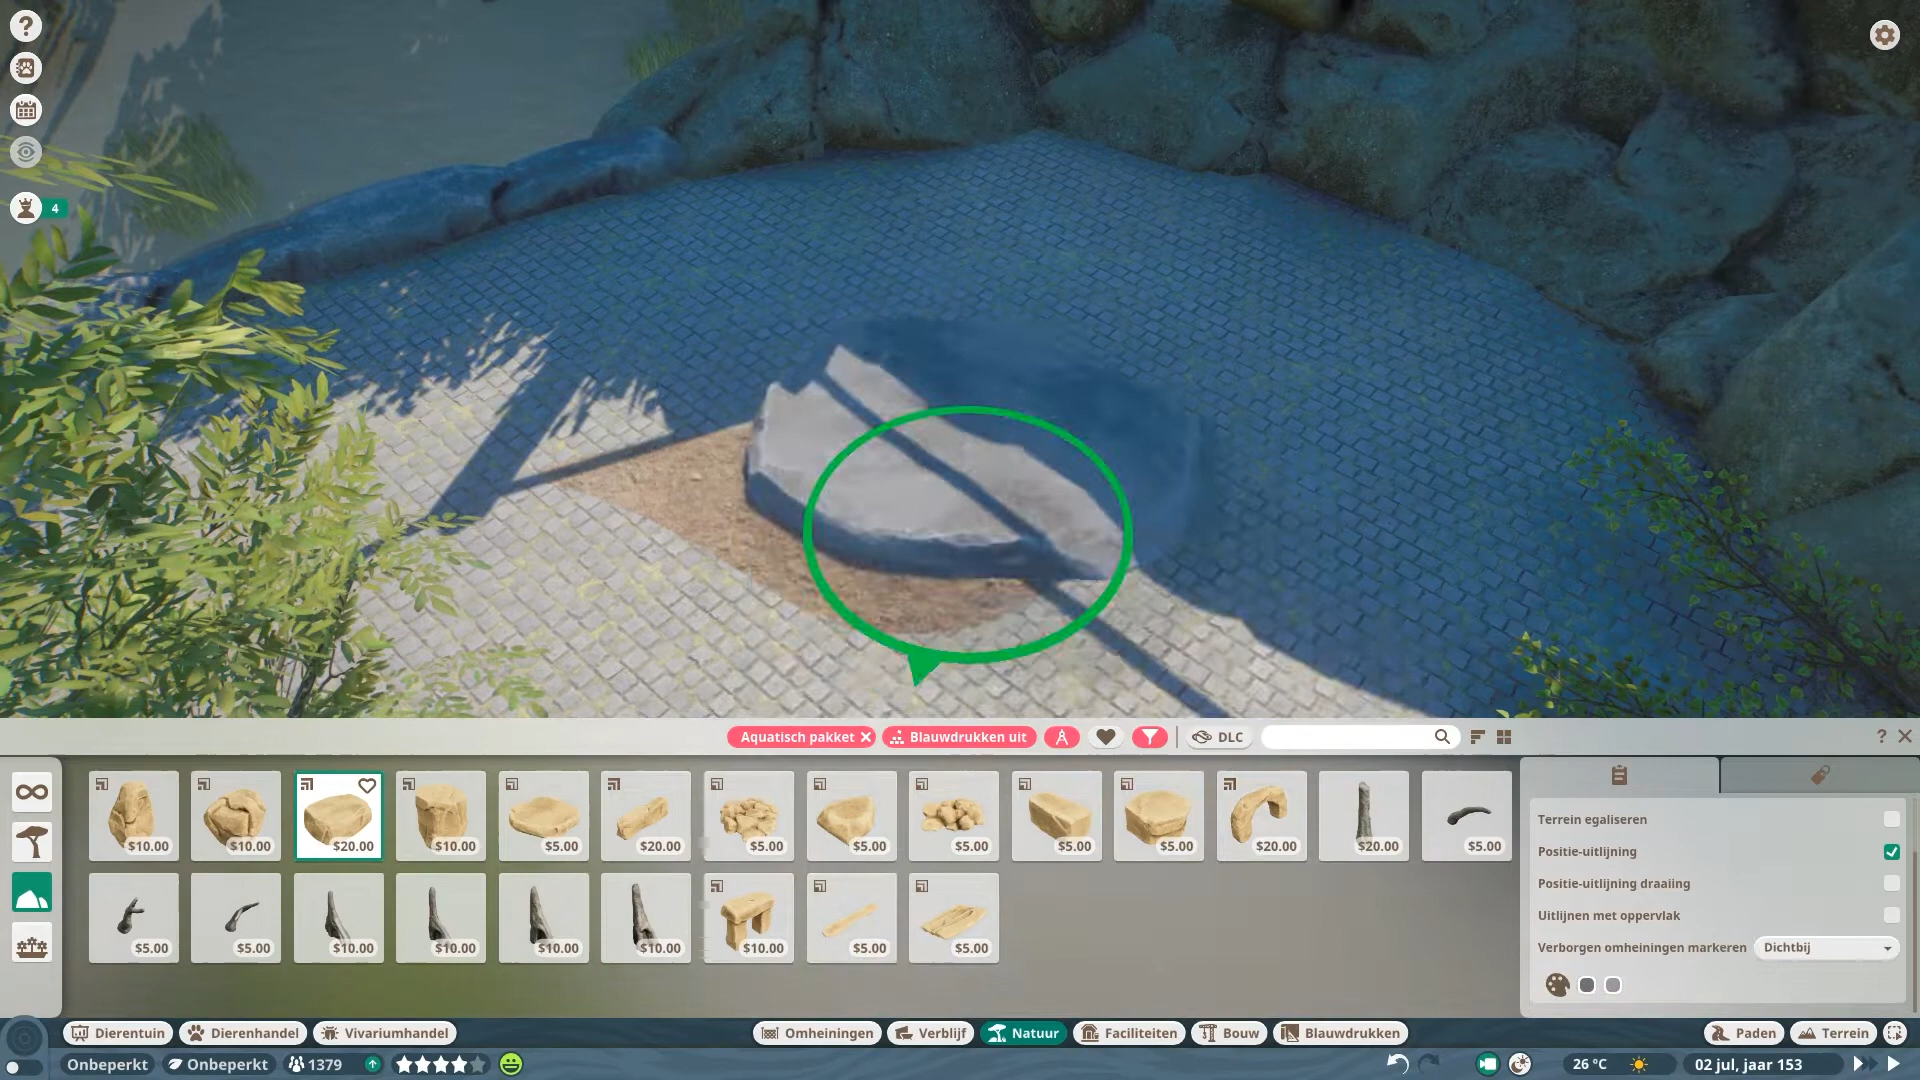 ?
4
Aquatisch pakket
Blauwdrukken uit
DLC
?
$10.00
$10.00
$20.00
$10.00
$5.00
$20.00
$5.00
$5.00
$5.00
$5.00
$5.00
$20.00
$20.00
$5.00
$5.00
$5.00
$10.00
$10.00
$10.00
$10.00
$10.00
$5.00
$5.00
Terrein egaliseren
Positie-uitlijning
Positie-uitlijning draaiing
Uitlijnen met oppervlak
Verborgen omheiningen markeren Dichtbij
Dierentuin
Dierenhandel
Vivariumhandel
Omheiningen
Verblijf
Natuur
Faciliteiten
Bouw
Blauwdrukken
Paden
Terrein
Onbeperkt
Onbeperkt
1379
26 °C
02 jul, jaar 153